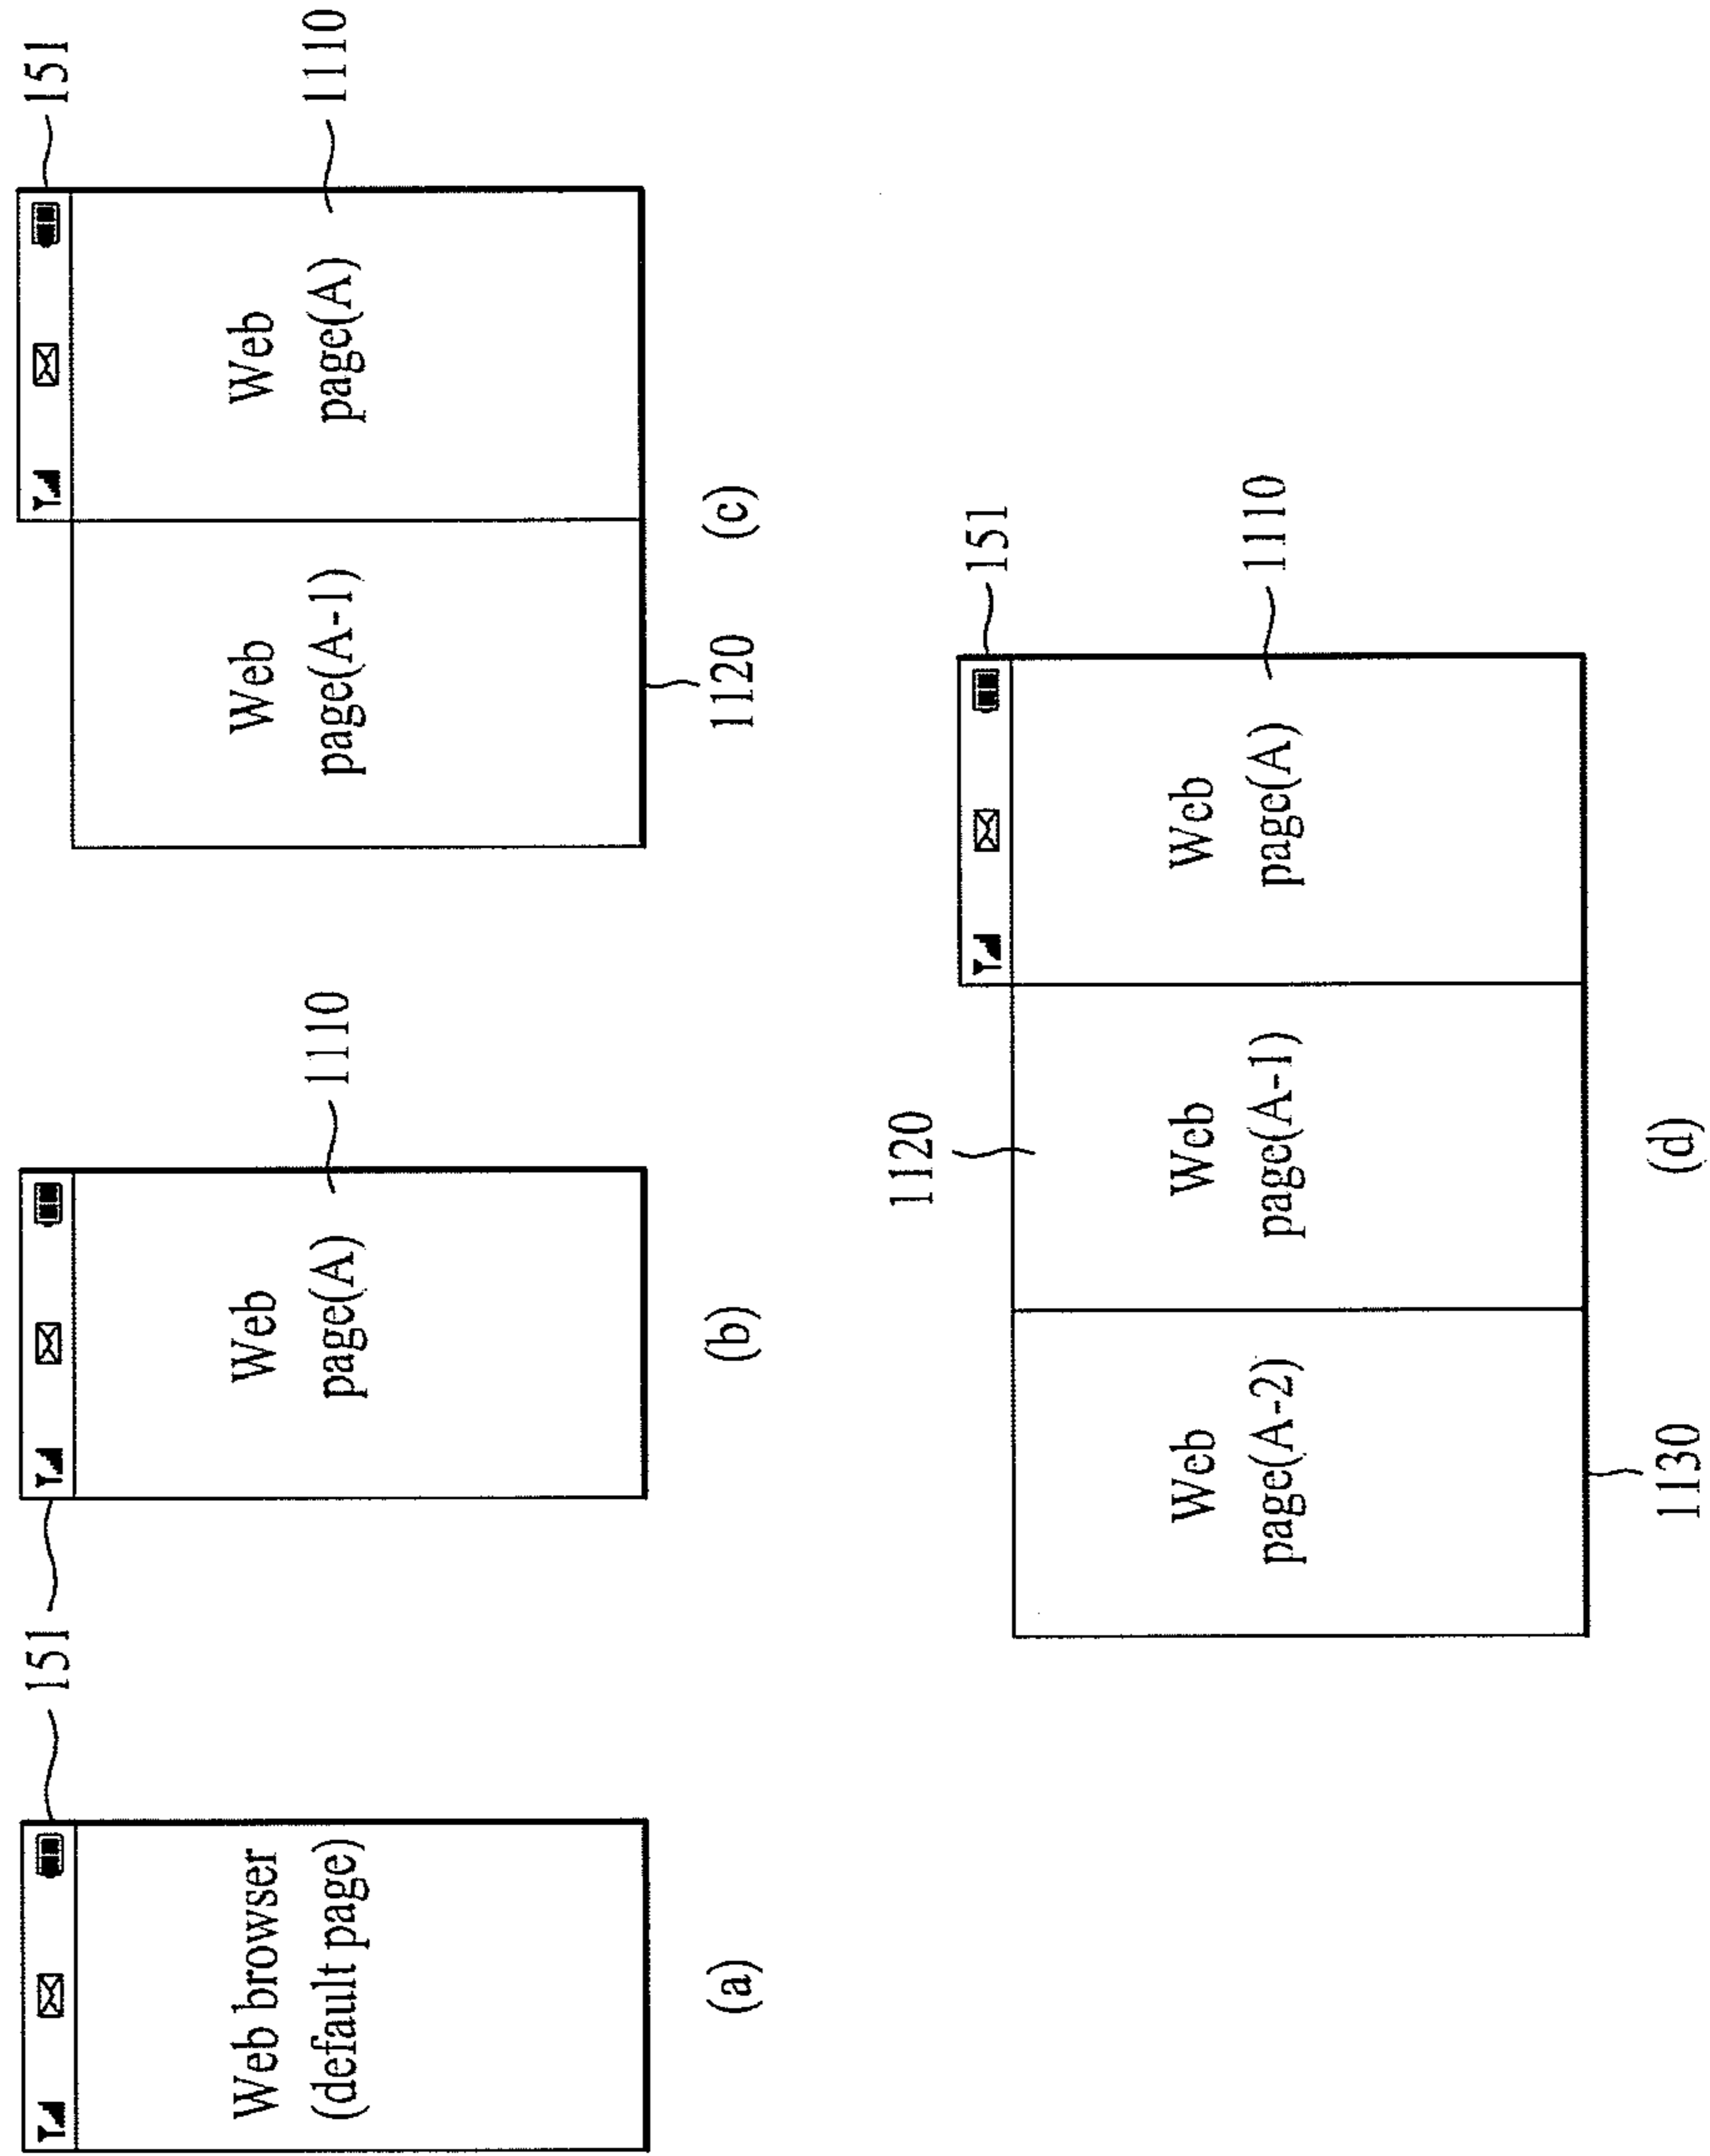 151
Web browser
(default page)
(a)
Web
page(A)
1110
(b)
151
Web
page(A-1)
Web
page(A)
1110
1120
(c)
1120
151
Web
page(A-2)
Web
page(A-1)
Web
page(A)
1110
1130
(d)